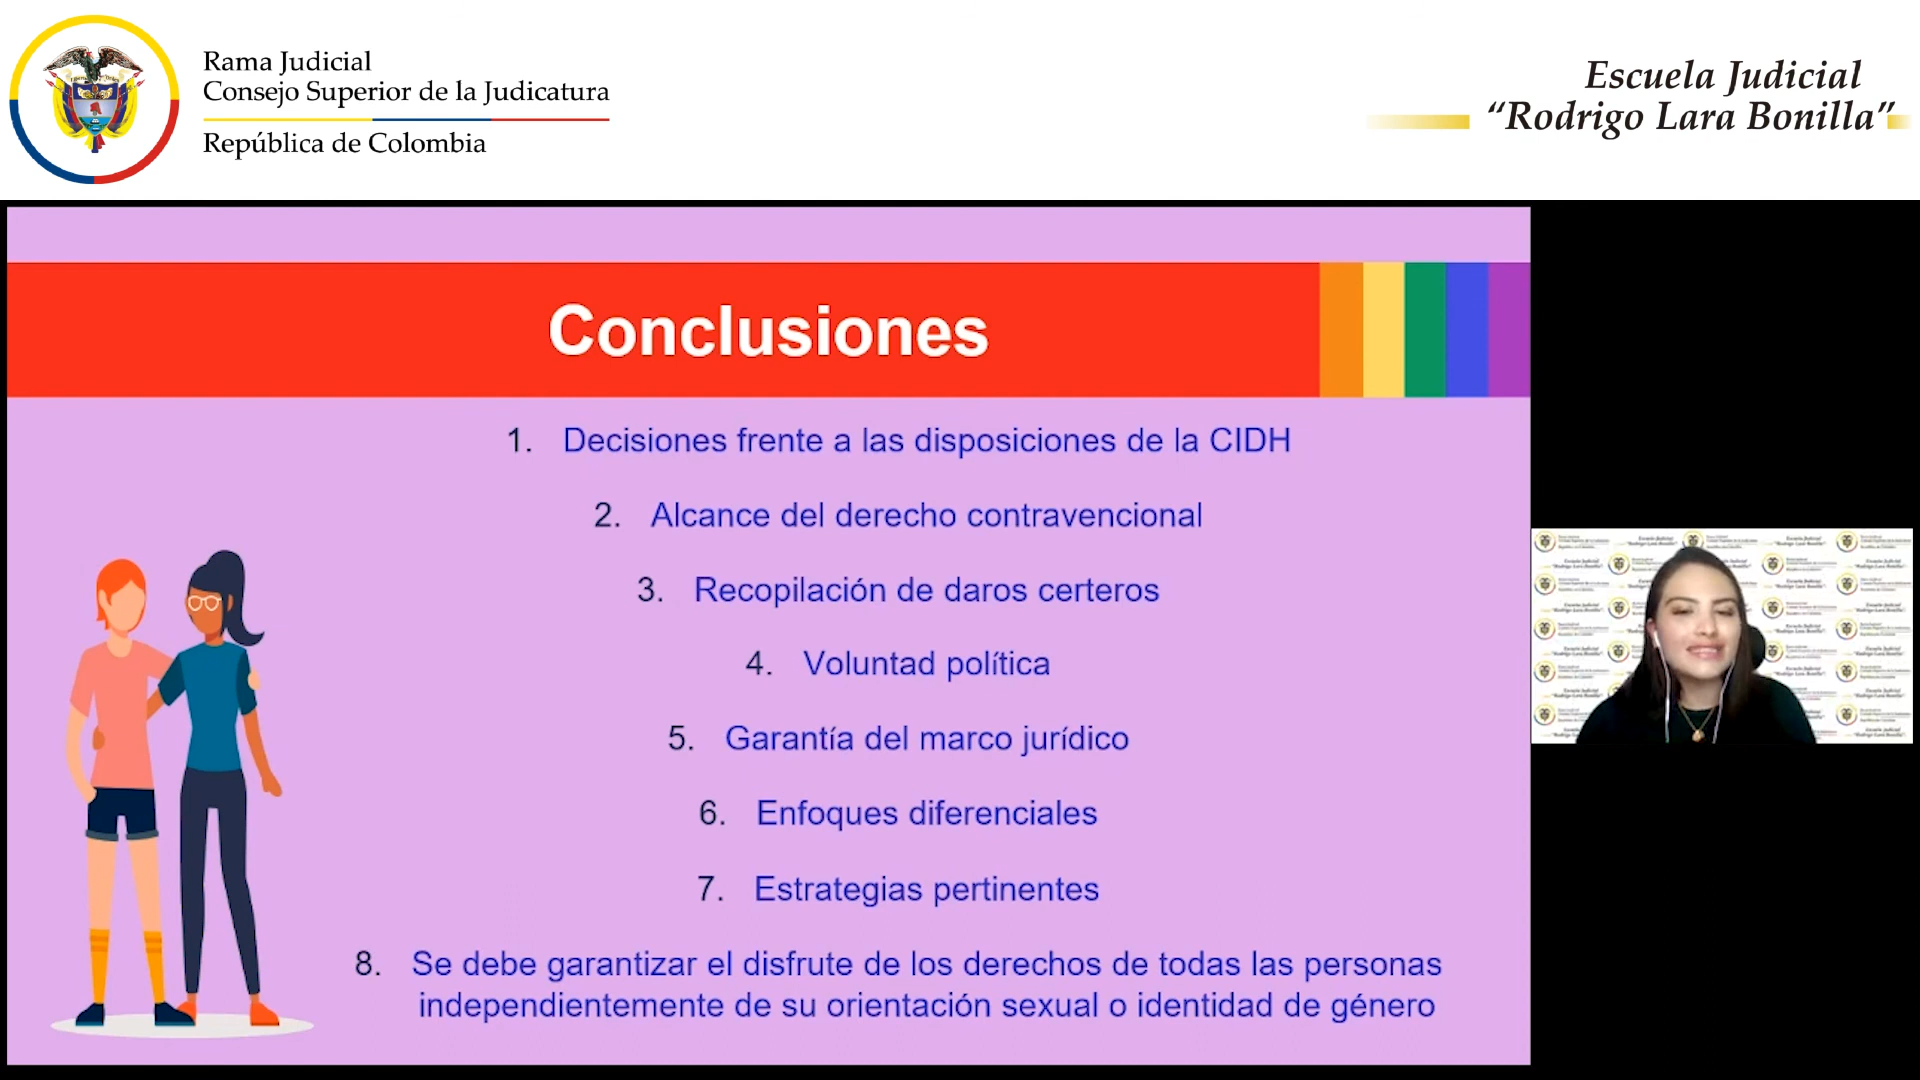 Rama Judicial
Consejo Superior de la Judicatura
República de Colombia
Escuela Judicial
“Rodrigo Lara Bonilla”
Conclusiones
1. Decisiones frente a las disposiciones de la CIDH
2. Alcance del derecho contravencional
3. Recopilación de daros certeros
4. Voluntad política
5. Garantía del marco jurídico
6. Enfoques diferenciales
7. Estrategias pertinentes
8. Se debe garantizar el disfrute de los derechos de todas las personas
independientemente de su orientación sexual o identidad de género